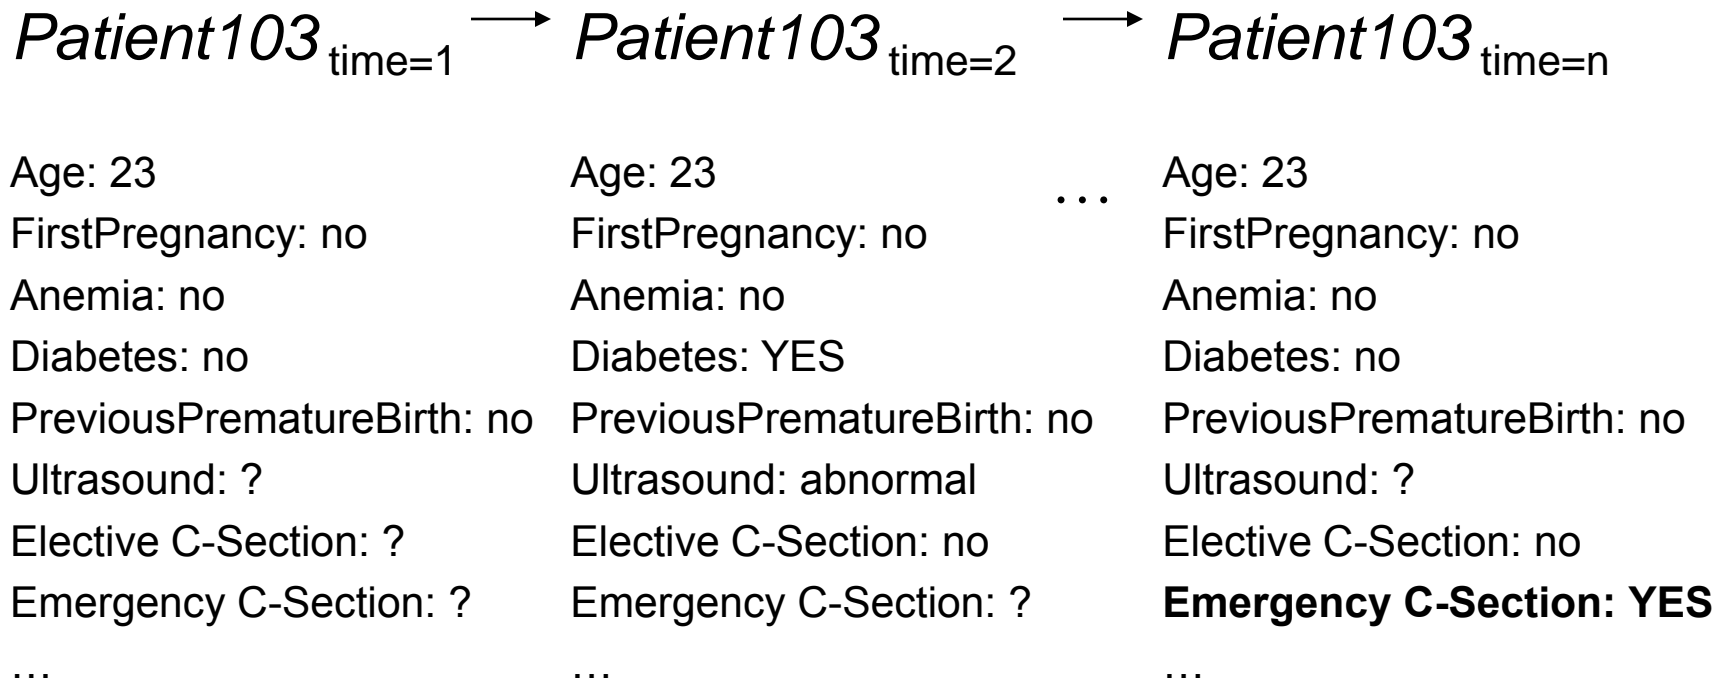 Patient103 time=1 → Patient103 time=2 → Patient103 time=n
Age: 23
FirstPregnancy: no
Anemia: no
Diabetes: no
PreviousPrematureBirth: no
Ultrasound: ?
Elective C-Section: ?
Emergency C-Section: ?
...
Age: 23
FirstPregnancy: no
Anemia: no
Diabetes: YES
PreviousPrematureBirth: no
Ultrasound: abnormal
Elective C-Section: no
Emergency C-Section: ?
...
...
Age: 23
FirstPregnancy: no
Anemia: no
Diabetes: no
PreviousPrematureBirth: no
Ultrasound: ?
Elective C-Section: no
Emergency C-Section: YES
...